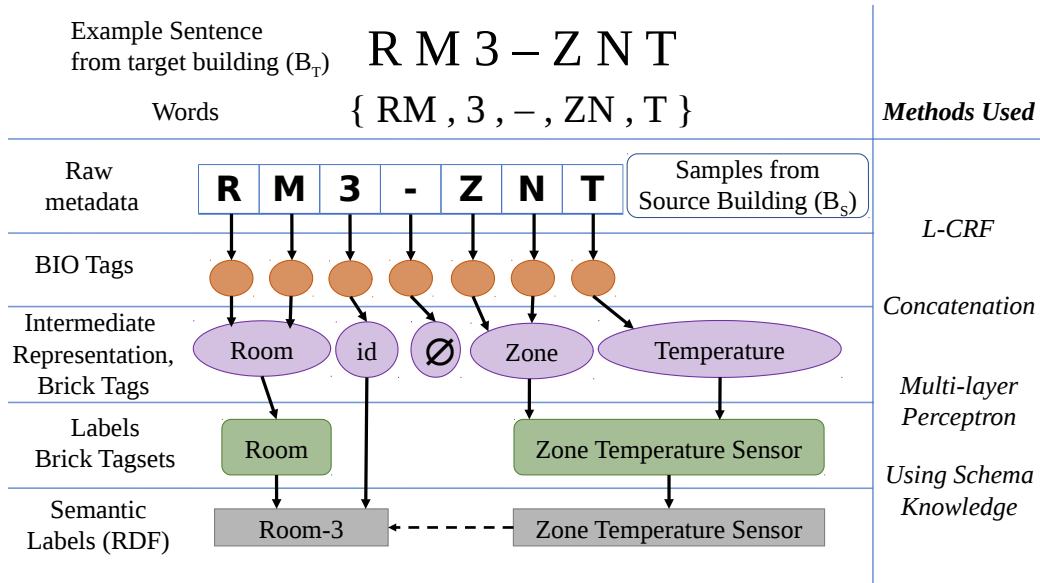 Example Sentence
from target building (B_T)
R M 3 – Z N T
Words
{ RM , 3 , – , ZN , T }
Methods Used
Raw
metadata
R M 3 - Z N T
Samples from
Source Building (B_S)
L-CRF
BIO Tags
Concatenation
Intermediate
Representation,
Brick Tags
Room
id
∅
Zone
Temperature
Multi-layer
Perceptron
Labels
Brick Tagsets
Room
Zone Temperature Sensor
Using Schema
Knowledge
Semantic
Labels (RDF)
Room-3
Zone Temperature Sensor